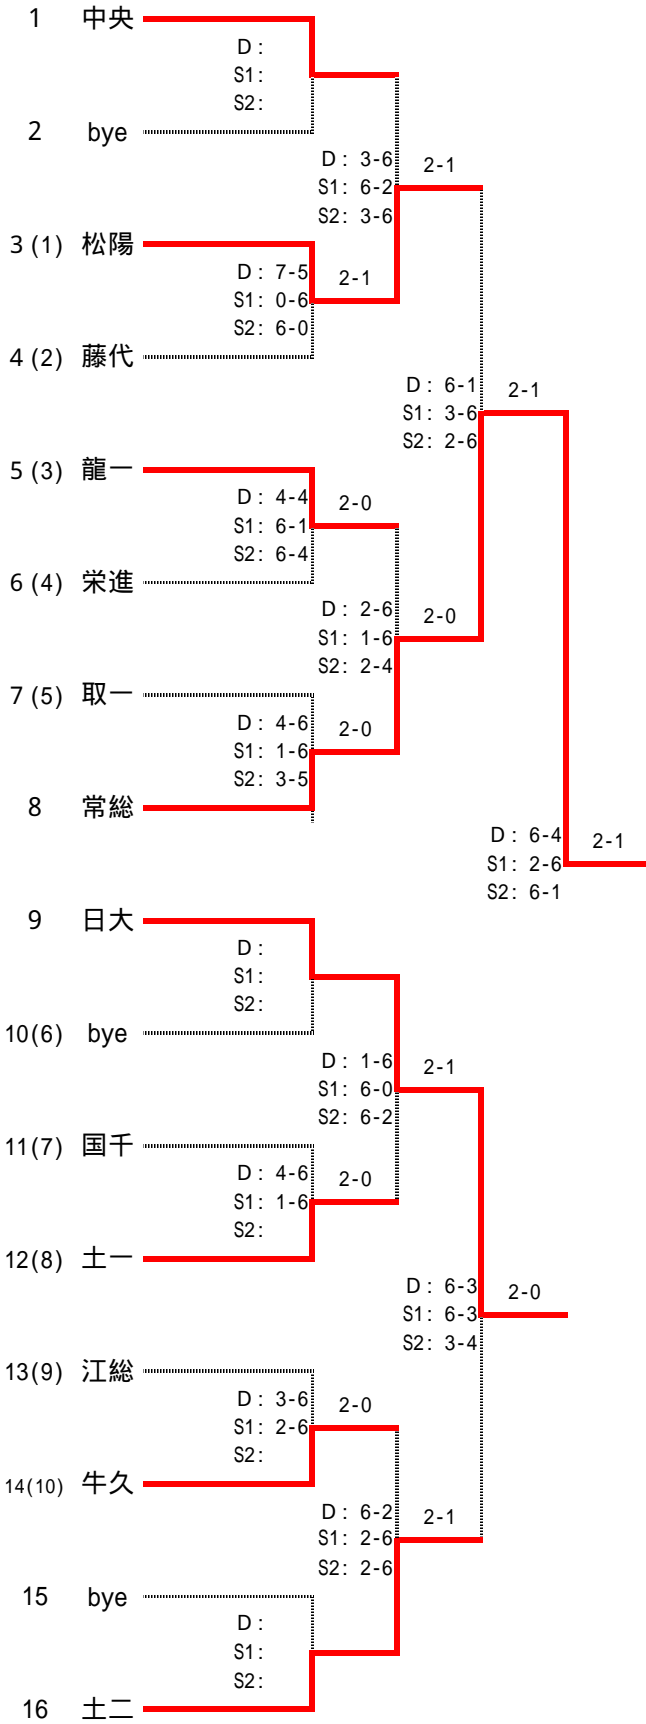 1 中央
D :
S1:
S2:
2 bye
D : 3-6
S1: 6-2
S2: 3-6
2-1
3 (1) 松陽
D : 7-5
S1: 0-6
S2: 6-0
2-1
4 (2) 藤代
D : 6-1
S1: 3-6
S2: 2-6
2-1
5 (3) 龍一
D : 4-4
S1: 6-1
S2: 6-4
2-0
6 (4) 栄進
D : 2-6
S1: 1-6
S2: 2-4
2-0
7 (5) 取一
D : 4-6
S1: 1-6
S2: 3-5
2-0
8 常総
D : 6-4
S1: 2-6
S2: 6-1
2-1
9 日大
D :
S1:
S2:
10(6) bye
D : 1-6
S1: 6-0
S2: 6-2
2-1
11(7) 国千
D : 4-6
S1: 1-6
S2:
2-0
12(8) 土一
D : 6-3
S1: 6-3
S2: 3-4
2-0
13(9) 江総
D : 3-6
S1: 2-6
S2:
2-0
14(10) 牛久
D : 6-2
S1: 2-6
S2: 2-6
2-1
15 bye
D :
S1:
S2:
16 土二